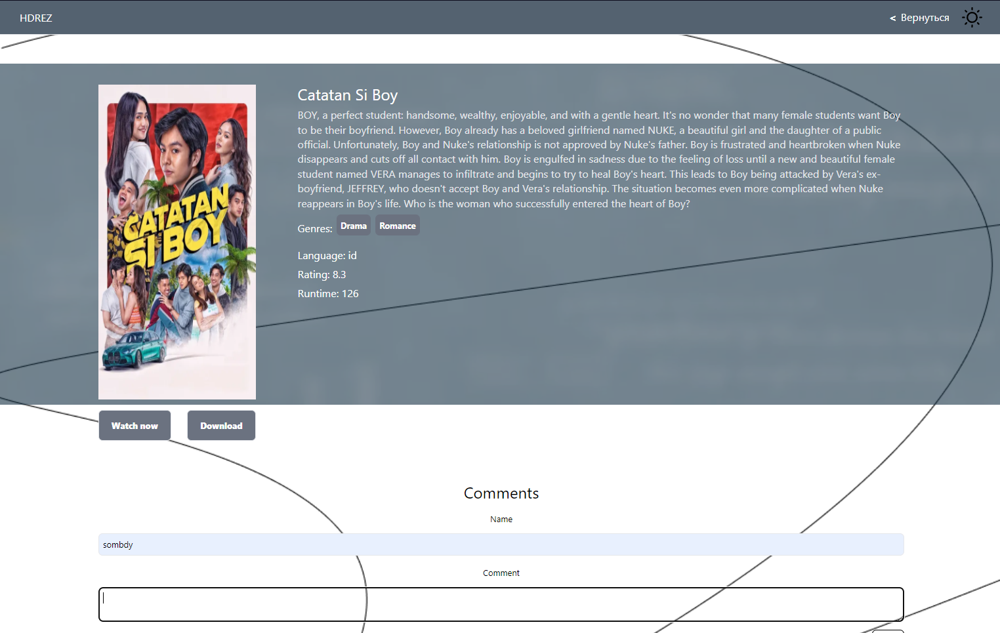 HDREZ
< Вернуться
Catatan Si Boy
BOY, a perfect student: handsome, wealthy, enjoyable, and with a gentle heart. It's no wonder that many female students want Boy
to be their boyfriend. However, Boy already has a beloved girlfriend named NUKE, a beautiful girl and the daughter of a public
official. Unfortunately, Boy and Nuke's relationship is not approved by Nuke's father. Boy is frustrated and heartbroken when Nuke
disappears and cuts off all contact with him. Boy is engulfed in sadness due to the feeling of loss until a new and beautiful female
student named VERA manages to infiltrate and begins to try to heal Boy's heart. This leads to Boy being attacked by Vera's ex-
boyfriend, JEFFREY, who doesn't accept Boy and Vera's relationship. The situation becomes even more complicated when Nuke
reappears in Boy's life. Who is the woman who successfully entered the heart of Boy?
Genres: Drama Romance
Language: id
Rating: 8.3
Runtime: 126
CATATAN
SI BOY
Watch now Download
Comments
Name
sombdy
Comment